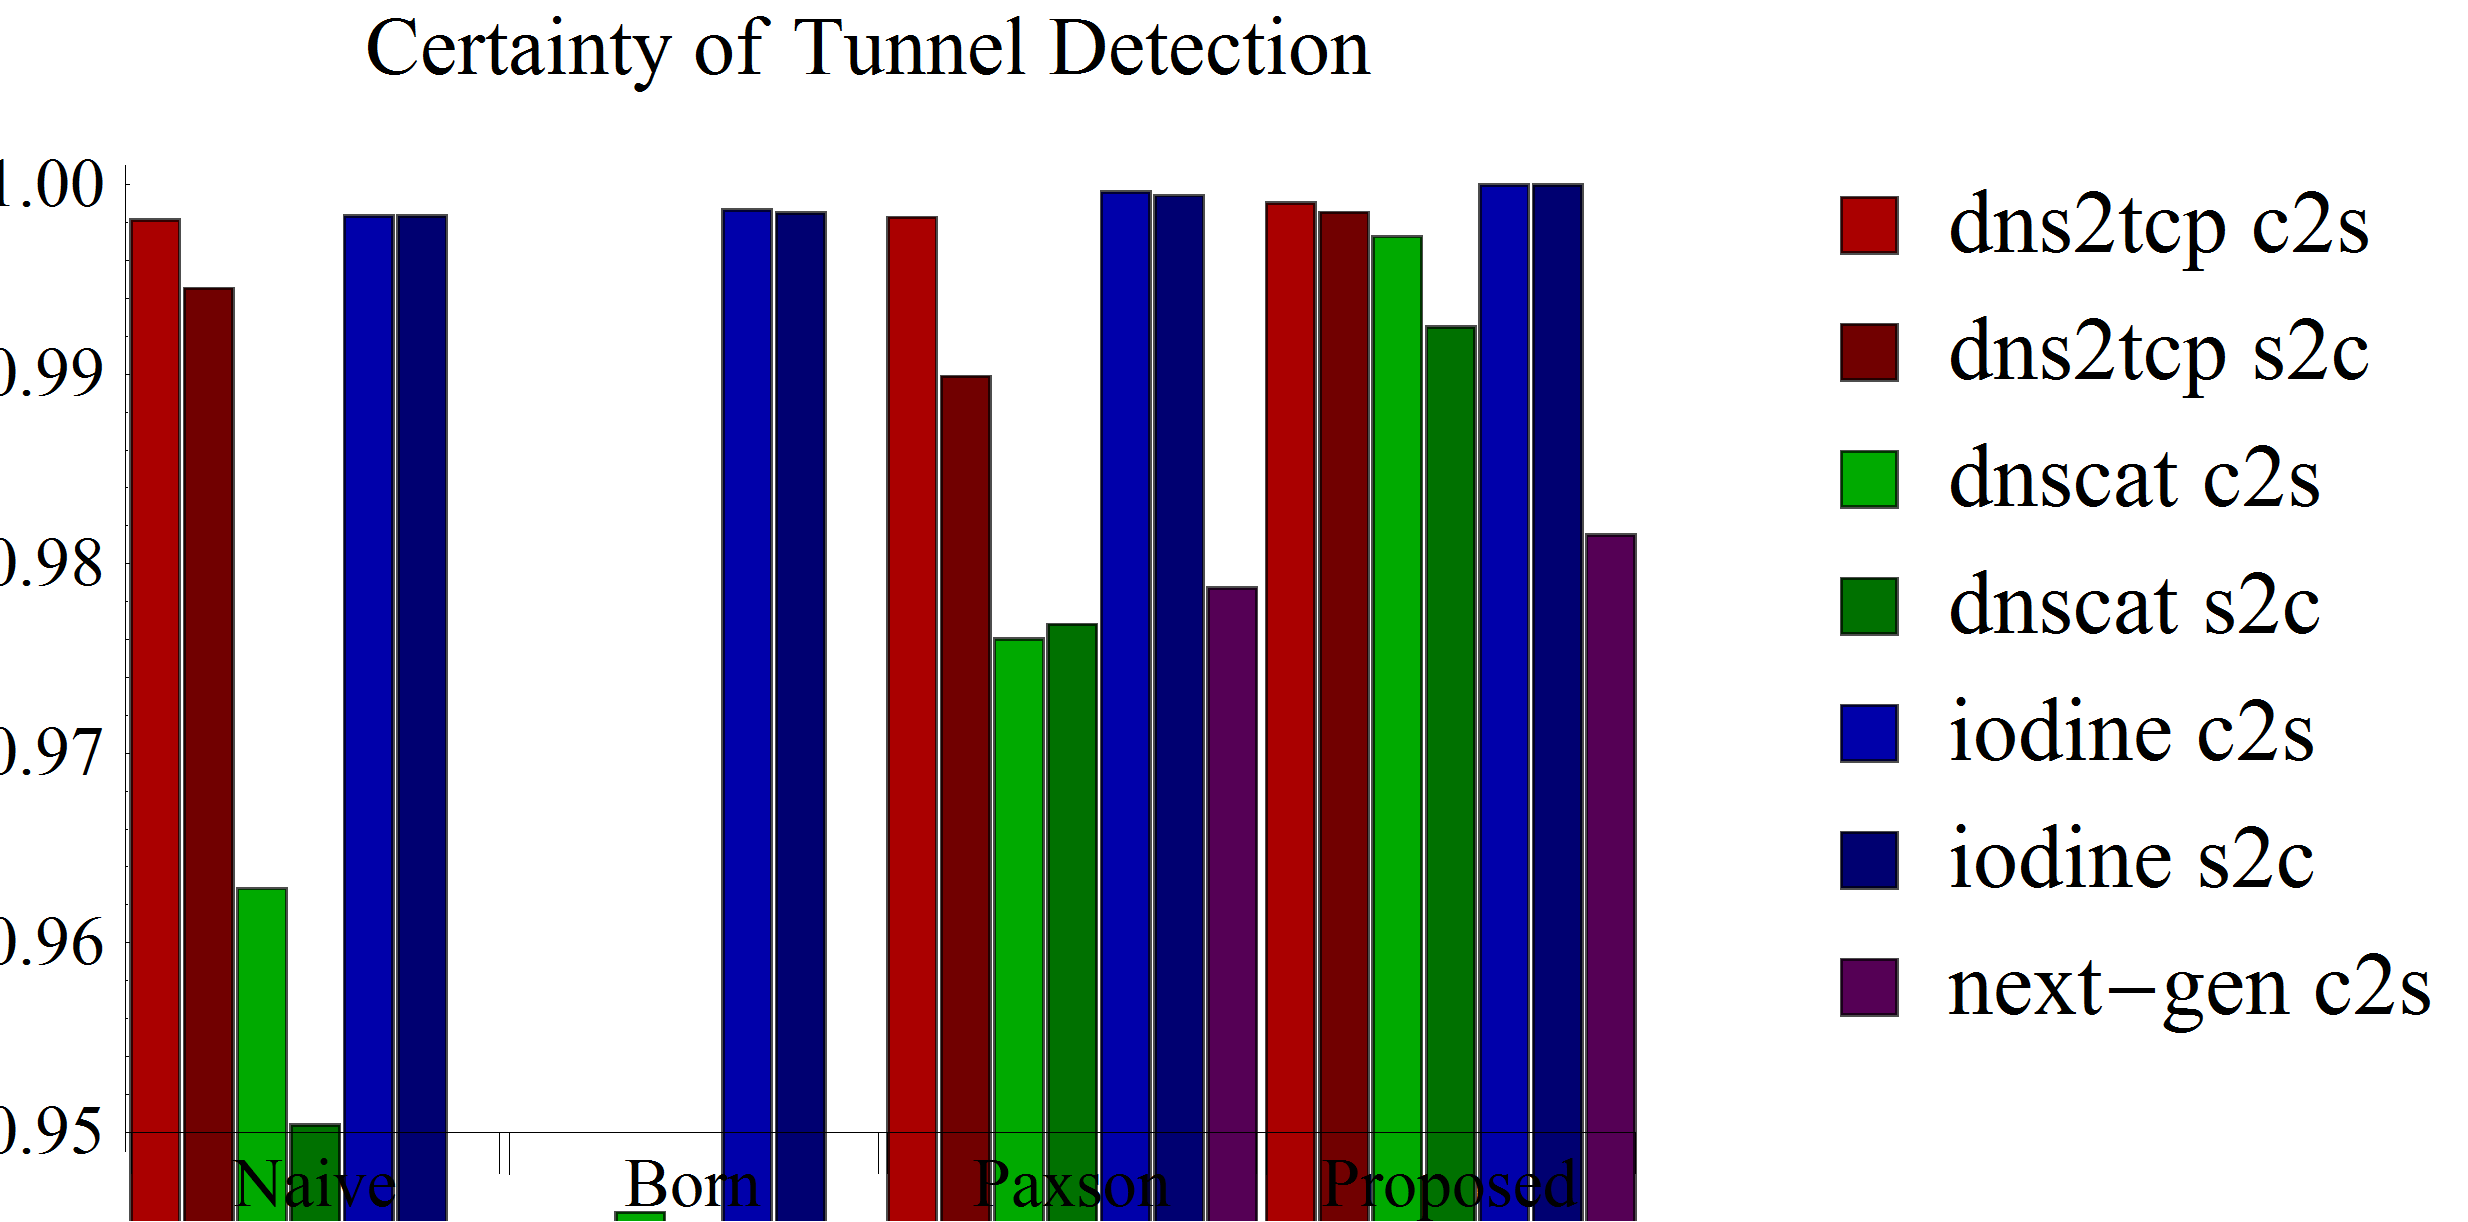 Certainty of Tunnel Detection
1.00
0.99
0.98
0.97
0.96
0.95
Naive Born Paxson Proposed
dns2tcp c2s
dns2tcp s2c
dnscat c2s
dnscat s2c
iodine c2s
iodine s2c
next−gen c2s